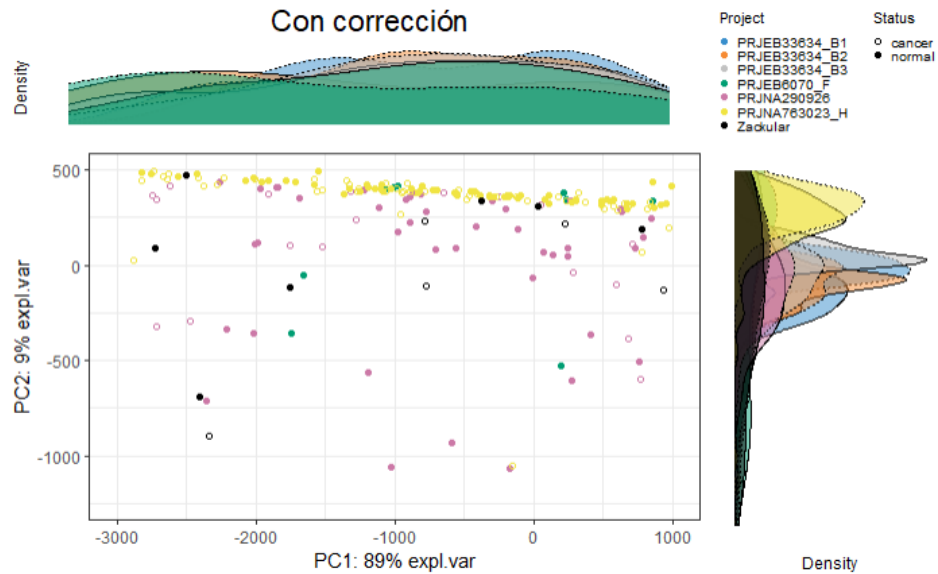 Con corrección
Density
Project
PRJEB33634_B1
PRJEB33634_B2
PRJEB33634_B3
PRJEB6070_F
PRJNA290926
PRJNA763023_H
Zackular
Status
cancer
normal
500
0
-500
-1000
PC2: 9% expl.var
-3000
-2000
-1000
0
1000
PC1: 89% expl.var
Density